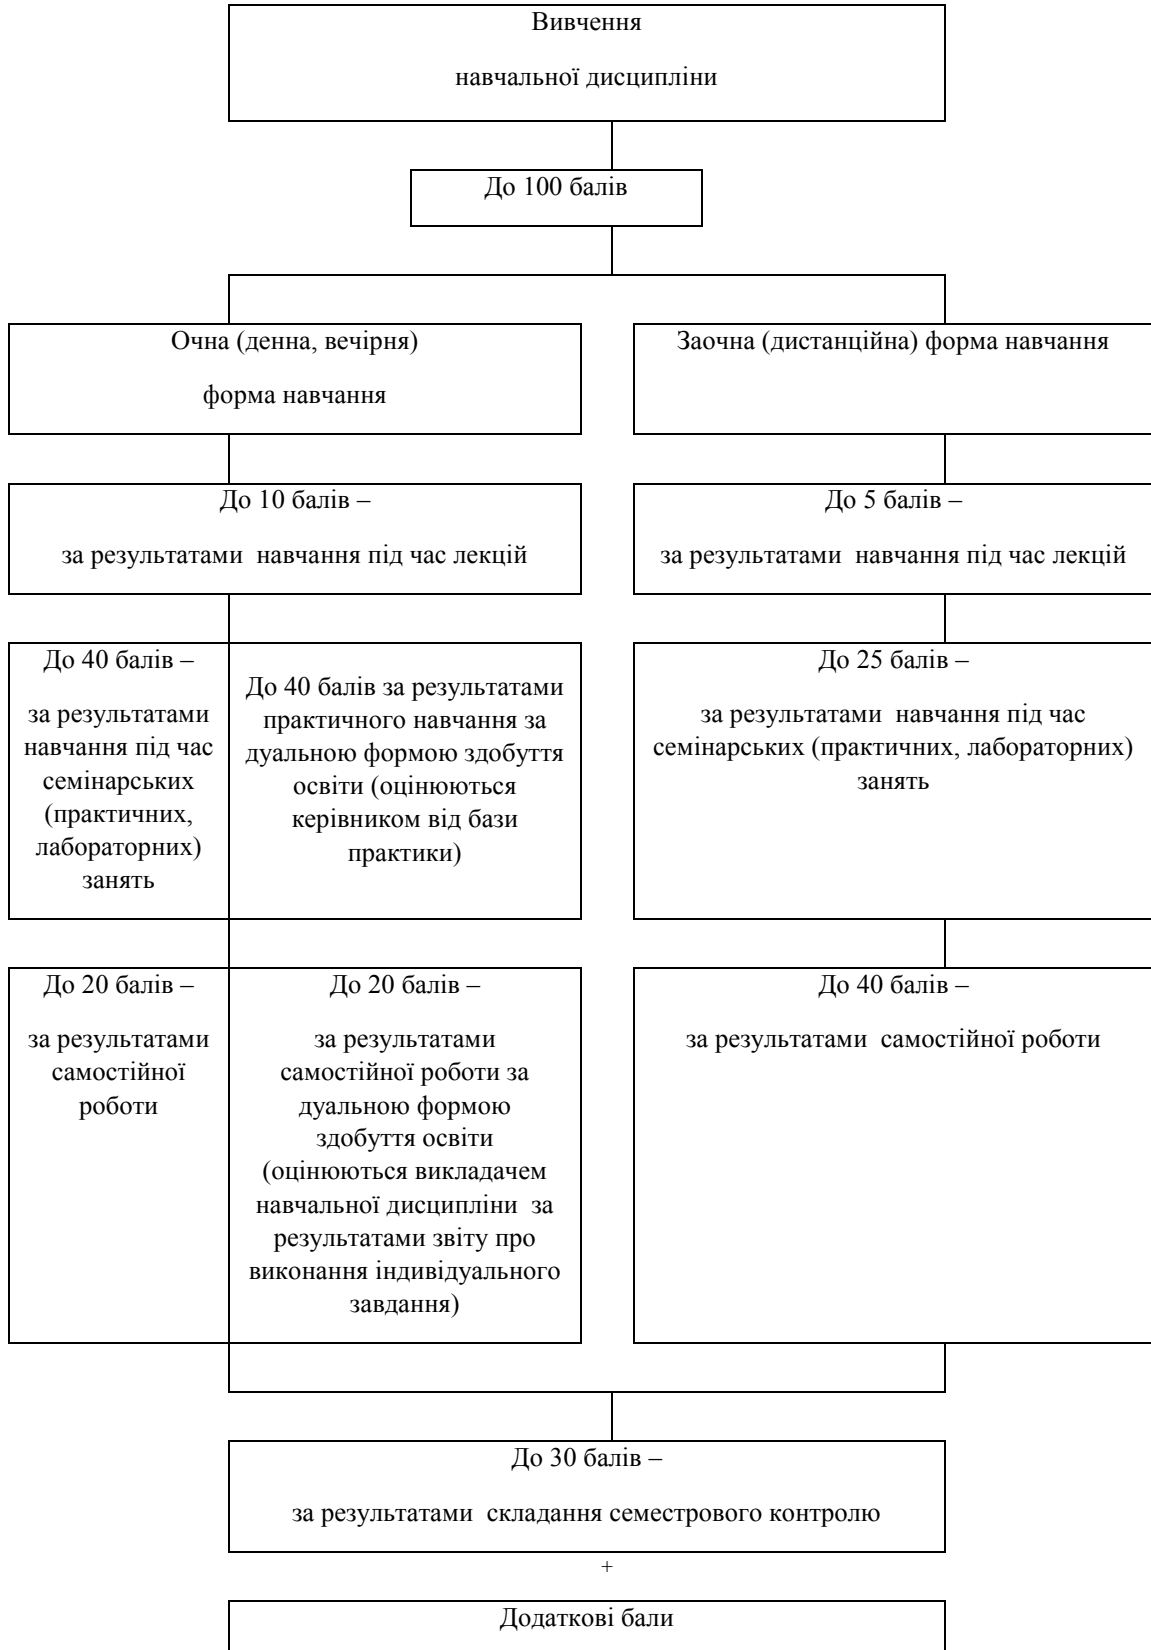 Вивчення
навчальної дисципліни
До 100 балів
Очна (денна, вечірня)
форма навчання
Заочна (дистанційна) форма навчання
До 10 балів –
за результатами навчання під час лекцій
До 5 балів –
за результатами навчання під час лекцій
До 40 балів –
за результатами
навчання під час
семінарських
(практичних,
лабораторних)
занять
До 40 балів за результатами
практичного навчання за
дуальною формою здобуття
освіти (оцінюються
керівником від бази
практики)
До 25 балів –
за результатами навчання під час
семінарських (практичних, лабораторних)
занять
До 20 балів –
за результатами
самостійної
роботи
До 20 балів –
за результатами
самостійної роботи за
дуальною формою
здобуття освіти
(оцінюються викладачем
навчальної дисципліни за
результатами звіту про
виконання індивідуального
завдання)
До 40 балів –
за результатами самостійної роботи
До 30 балів –
за результатами складання семестрового контролю
+
Додаткові бали